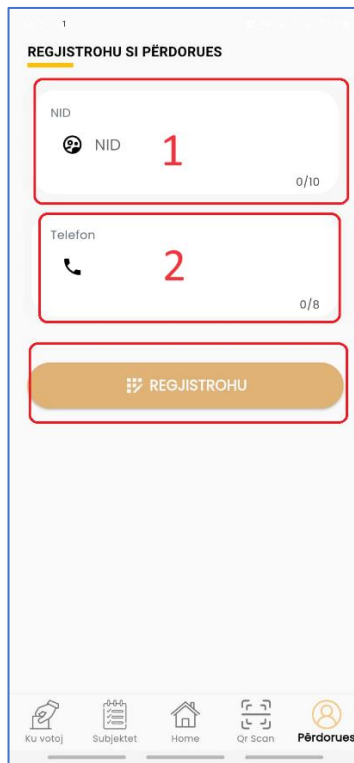 1
REGJISTROHU SI PËRDORUES
NID
NID
1
0/10
Telefon
2
0/8
REGJISTROHU
Ku votoj Subjektet Home Qr Scan Përdorues